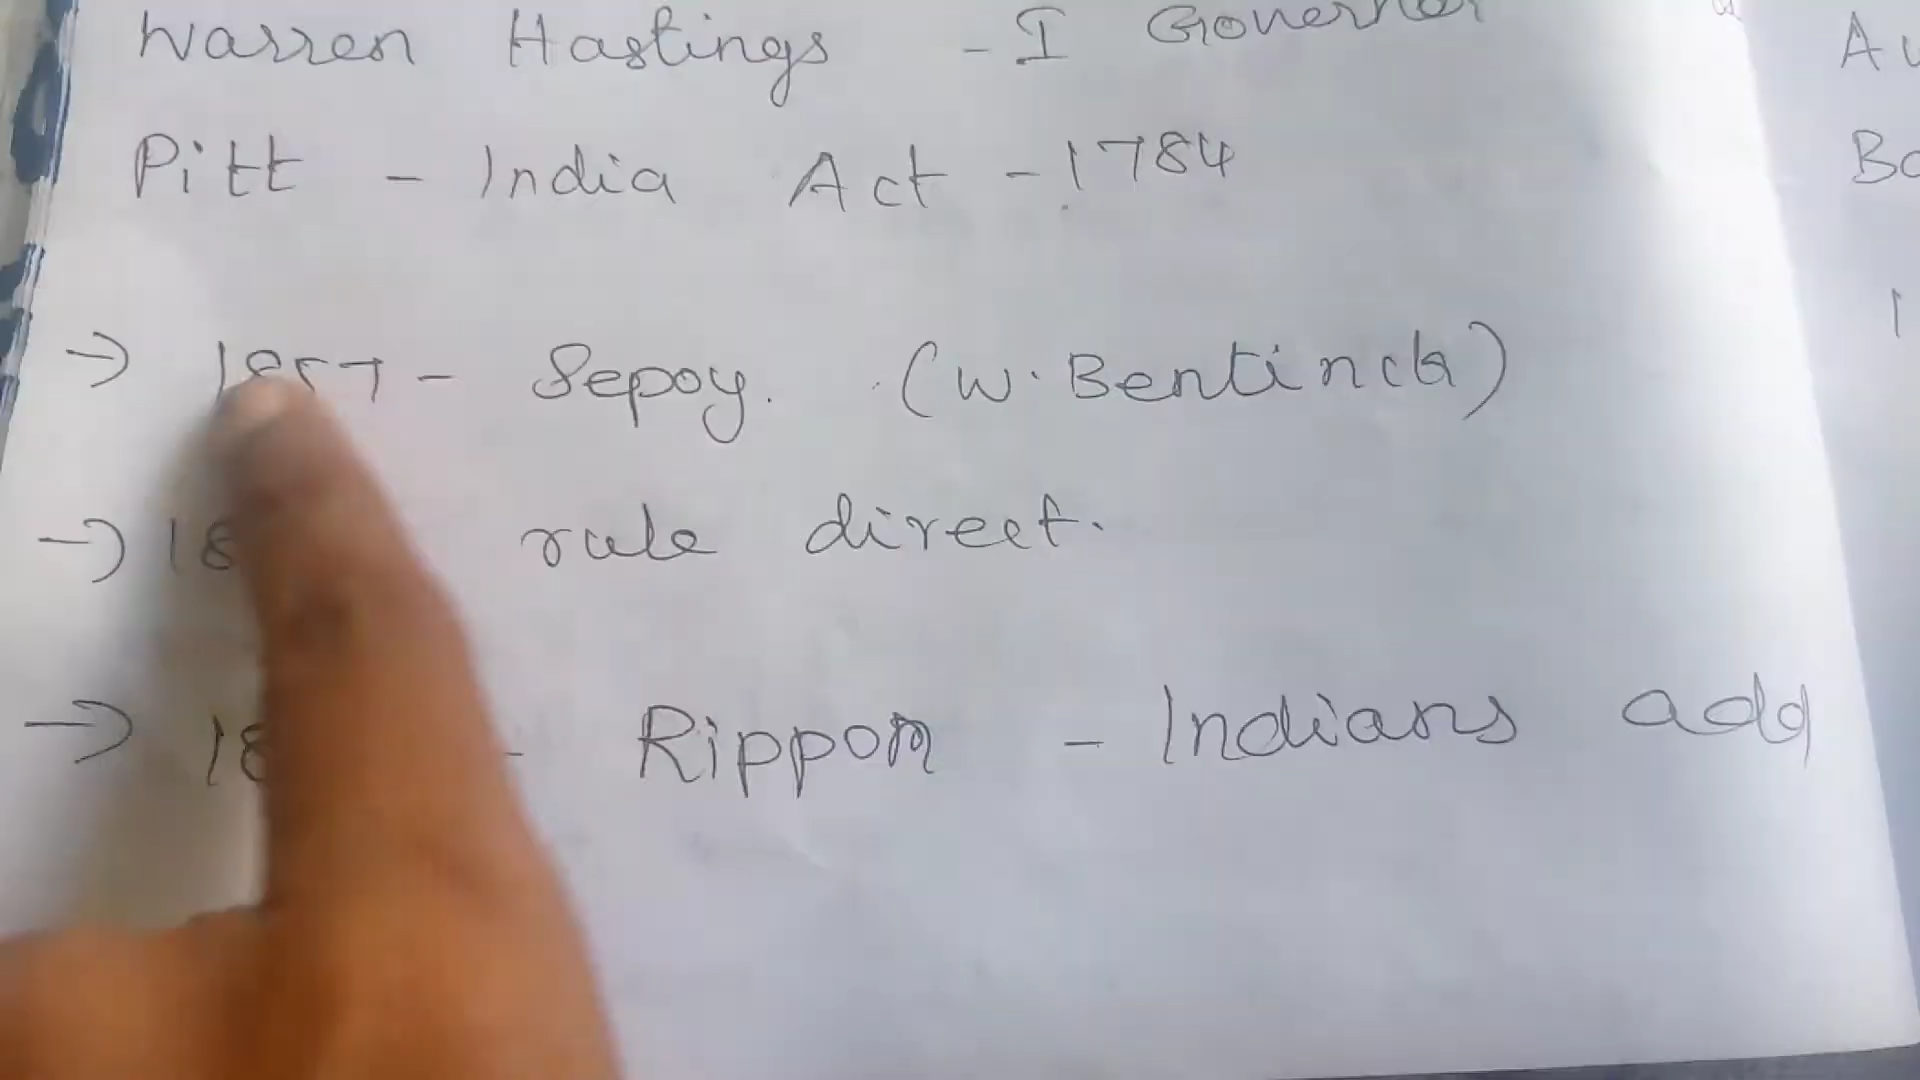 Warren Hastings - I Governor
Pitt - India Act - 1784
→ 1857 - Sepoy. (W. Bentinck)
→ rule direct.
→ - Rippon - Indians add